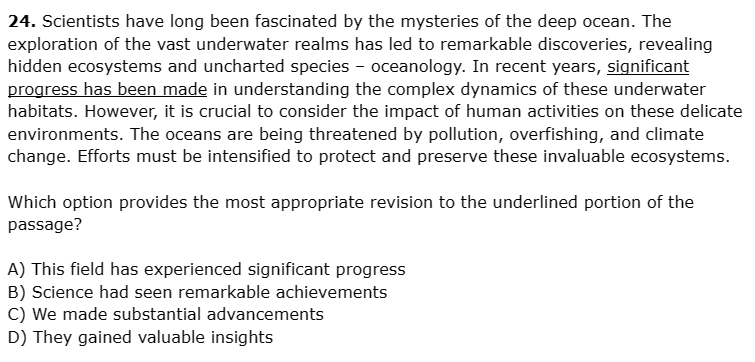 24. Scientists have long been fascinated by the mysteries of the deep ocean. The
exploration of the vast underwater realms has led to remarkable discoveries, revealing
hidden ecosystems and uncharted species – oceanology. In recent years, significant
progress has been made in understanding the complex dynamics of these underwater
habitats. However, it is crucial to consider the impact of human activities on these delicate
environments. The oceans are being threatened by pollution, overfishing, and climate
change. Efforts must be intensified to protect and preserve these invaluable ecosystems.
Which option provides the most appropriate revision to the underlined portion of the
passage?
A) This field has experienced significant progress
B) Science had seen remarkable achievements
C) We made substantial advancements
D) They gained valuable insights